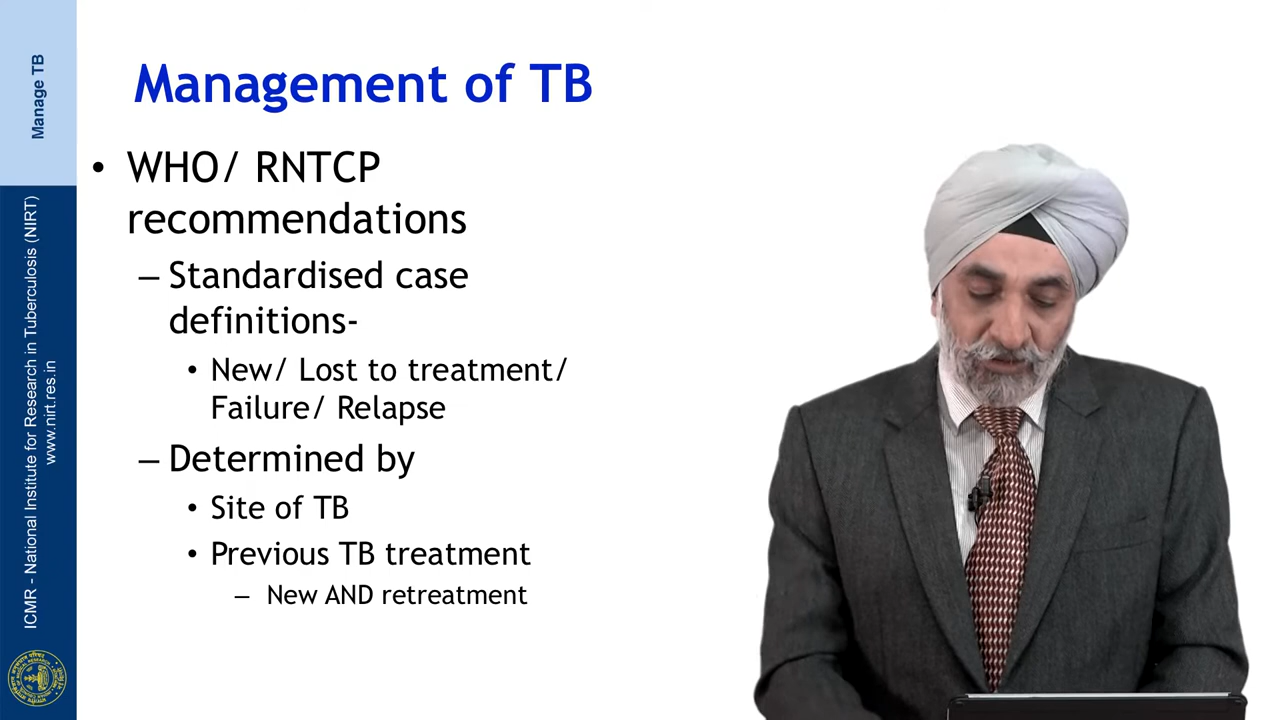 Manage TB
ICMR - National Institute for Research in Tuberculosis (NIRT)
www.nirt.res.in
Management of TB
• WHO/ RNTCP
recommendations
– Standardised case
definitions-
• New/ Lost to treatment/
Failure/ Relapse
– Determined by
• Site of TB
• Previous TB treatment
– New AND retreatment